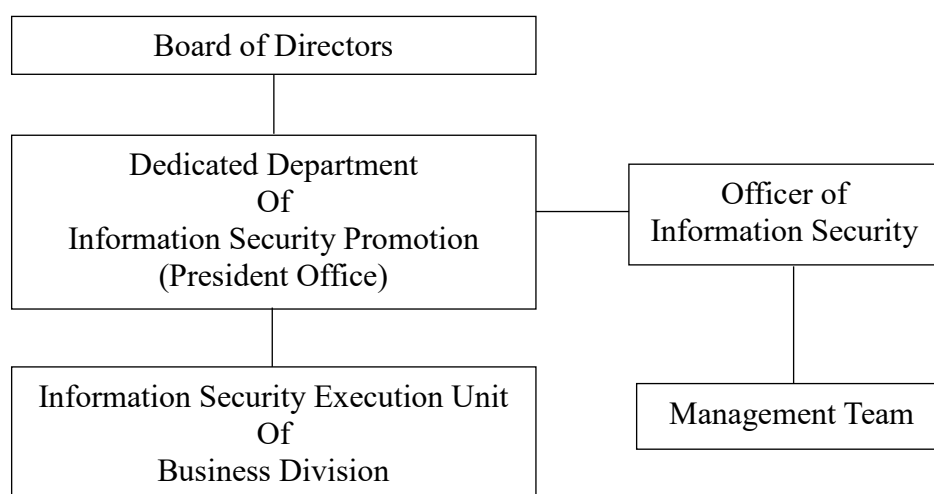 Board of Directors
Dedicated Department
Of
Information Security Promotion
(President Office)
Officer of
Information Security
Information Security Execution Unit
Of
Business Division
Management Team